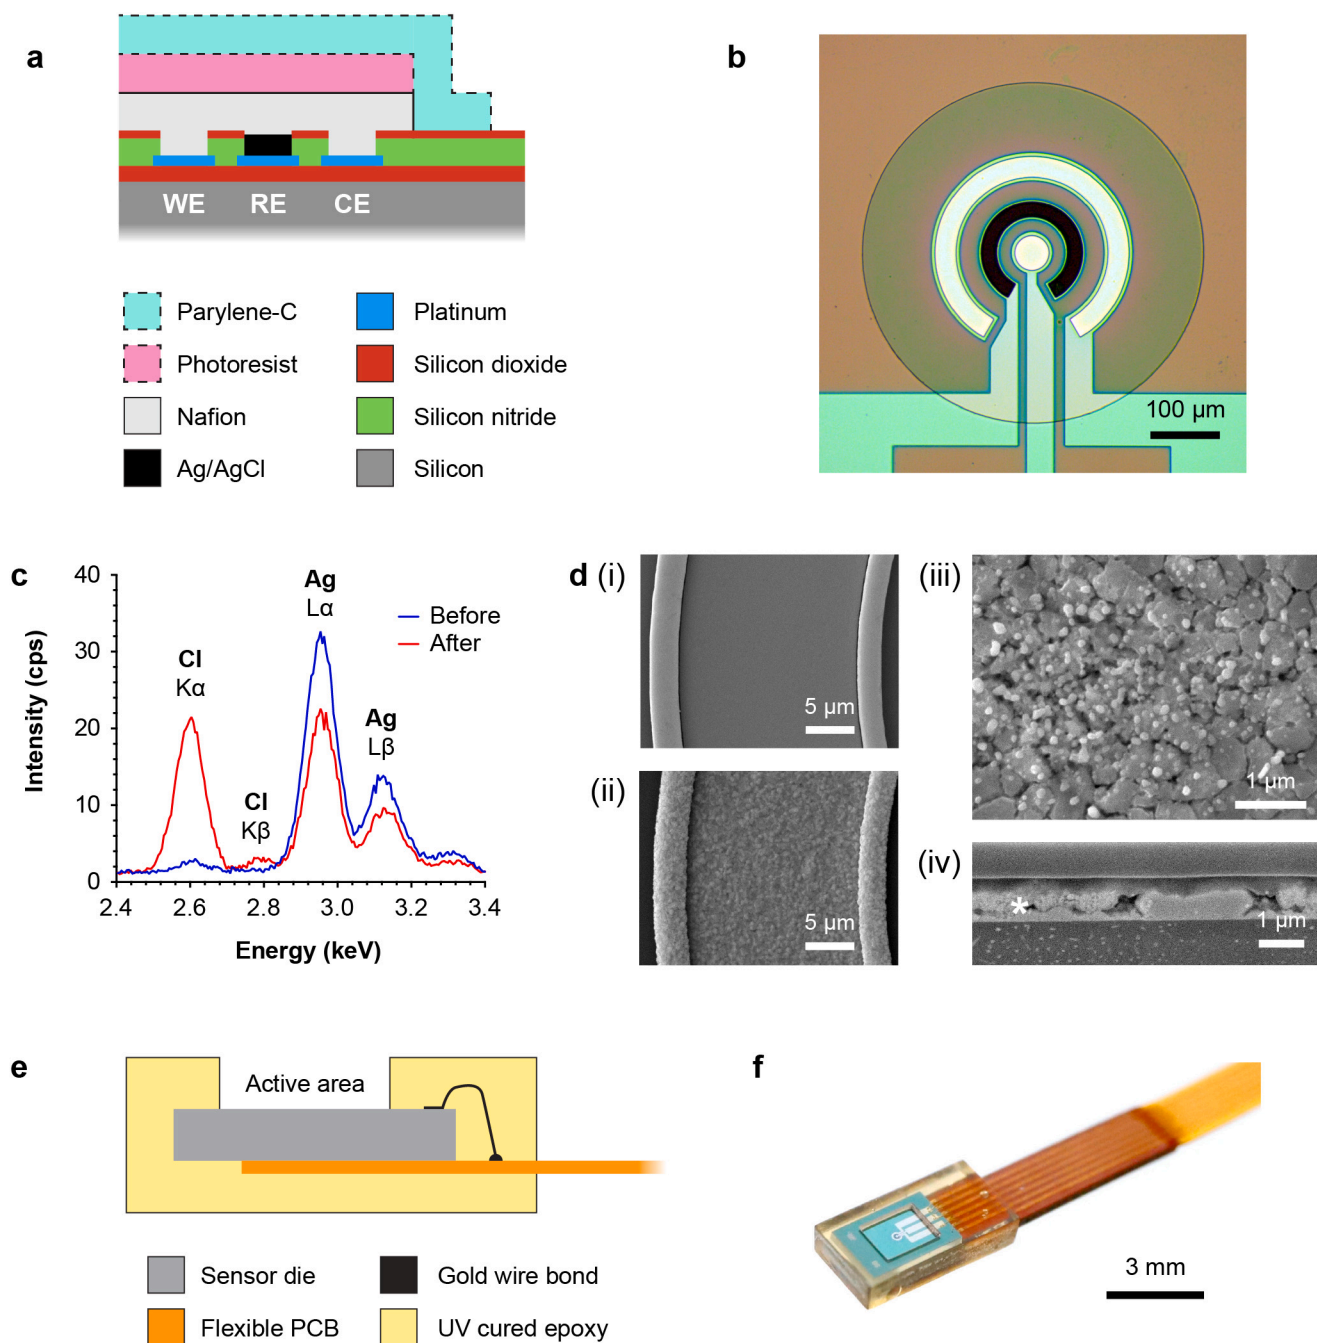 a
WE RE CE
Parylene-C
Photoresist
Nafion
Ag/AgCl
Platinum
Silicon dioxide
Silicon nitride
Silicon
b
100 µm
c
Intensity (cps)
40
30
20
10
0
2.4 2.6 2.8 3.0 3.2 3.4
Energy (keV)
Cl
Kα
Cl
Kβ
Ag
Lα
Ag
Lβ
Before
After
d (i)
5 µm
(ii)
5 µm
(iii)
1 µm
(iv)
*
1 µm
e
Active area
Sensor die
Flexible PCB
Gold wire bond
UV cured epoxy
f
3 mm